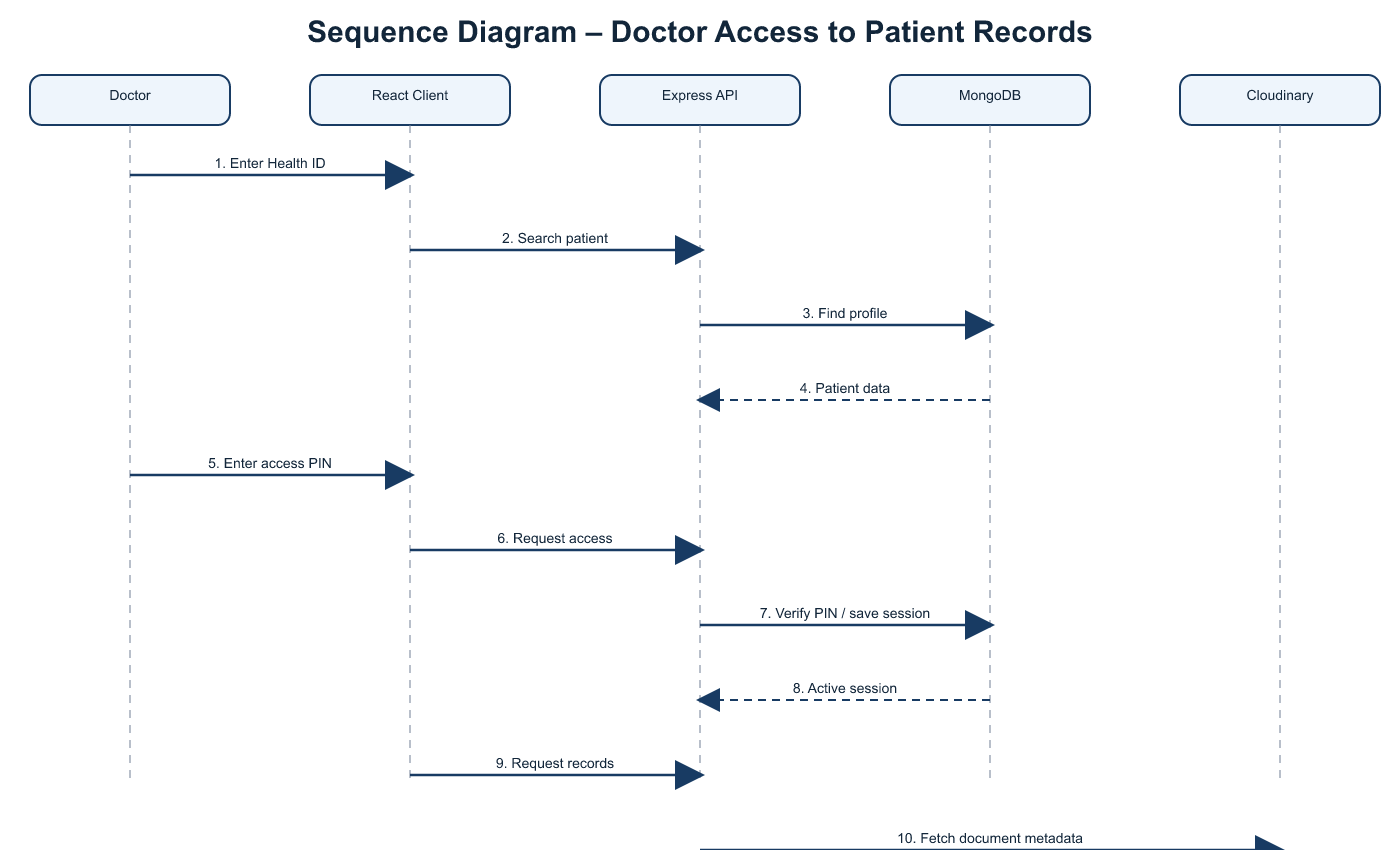 Sequence Diagram – Doctor Access to Patient Records
Doctor
React Client
Express API
MongoDB
Cloudinary
1. Enter Health ID
2. Search patient
3. Find profile
4. Patient data
5. Enter access PIN
6. Request access
7. Verify PIN / save session
8. Active session
9. Request records
10. Fetch document metadata